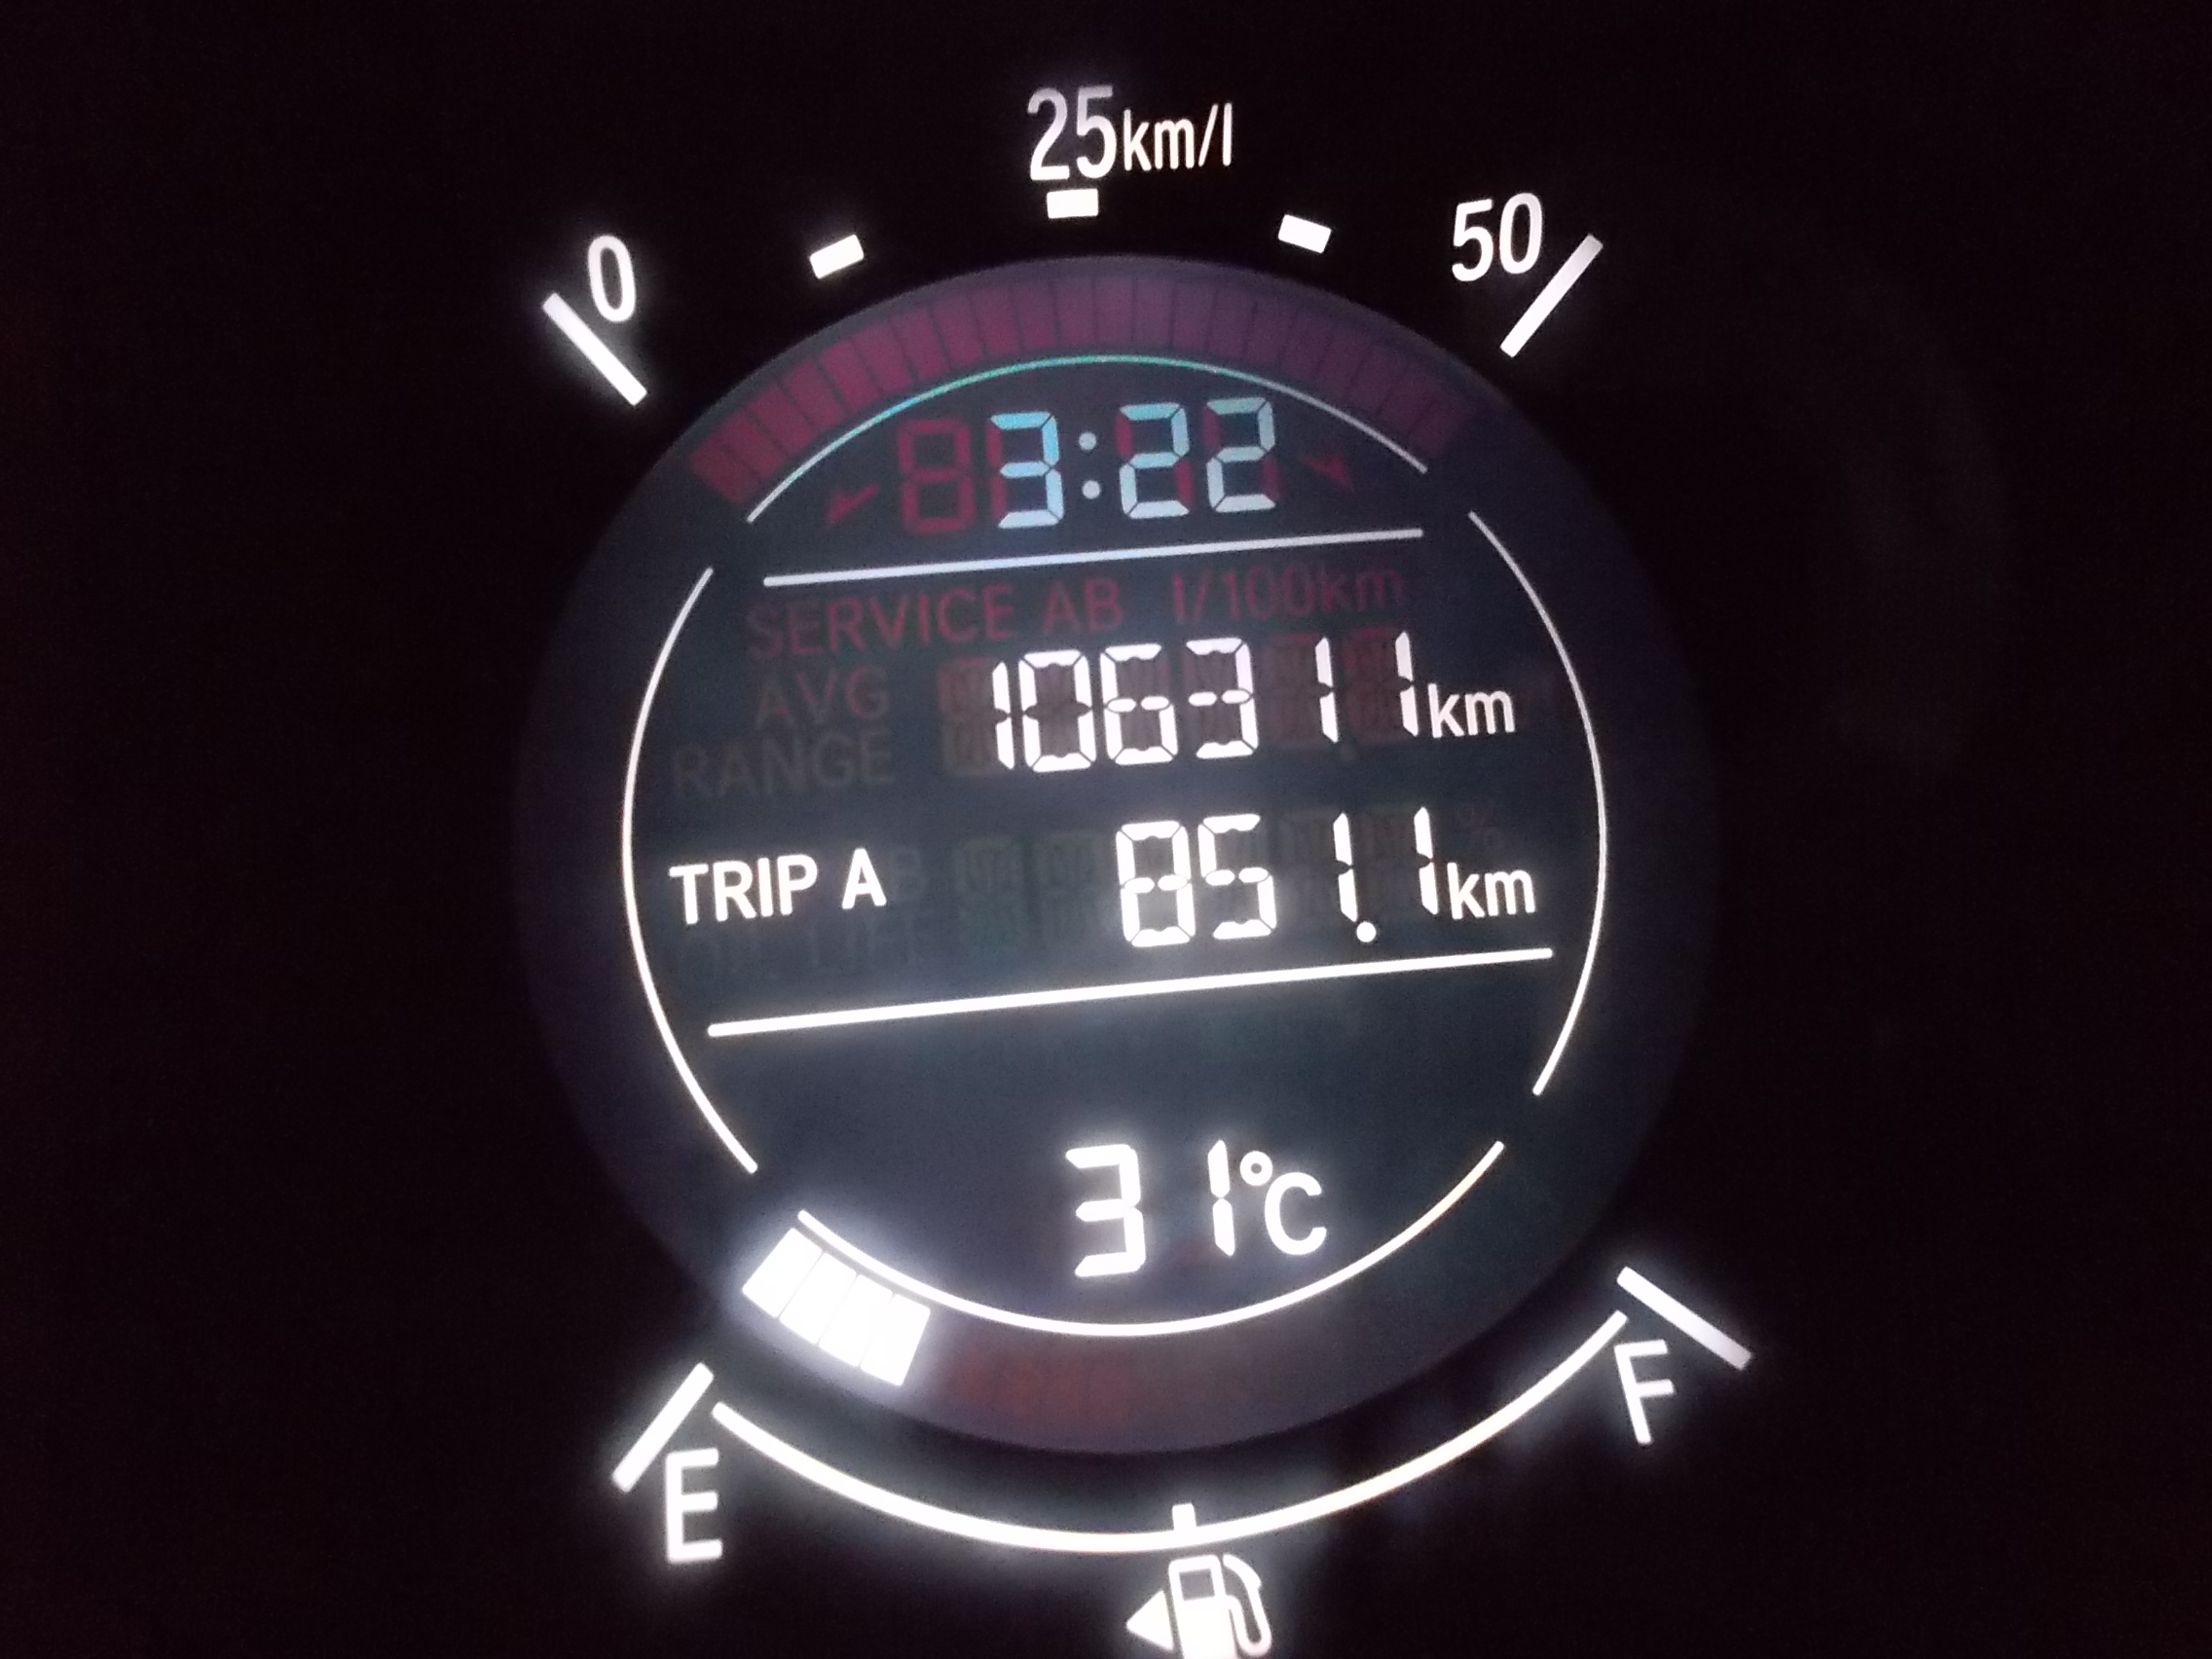 25km/l
0
50
3:22
SERVICE AB l/100km
AVG
106311km
RANGE
TRIP A 851.1km
31°C
E
F